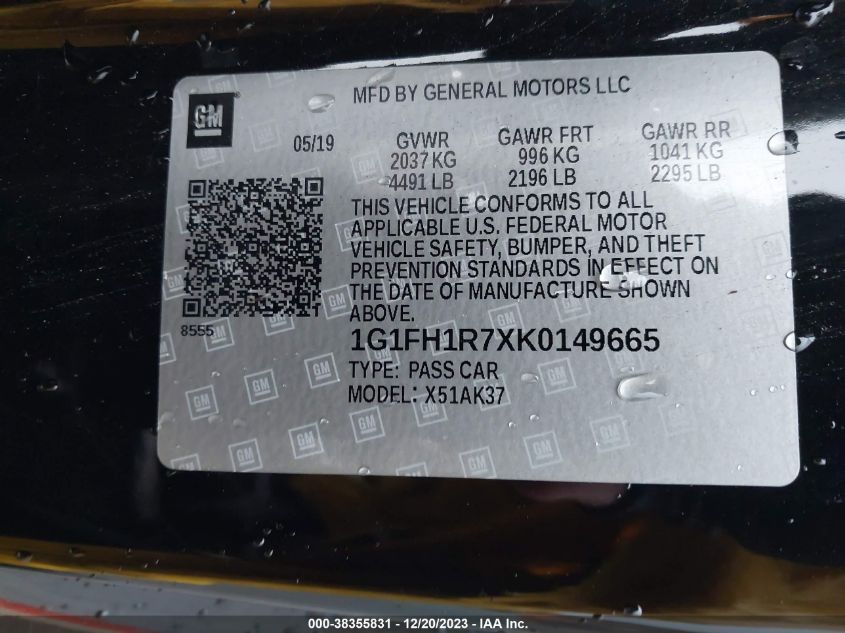 GM
MFD BY GENERAL MOTORS LLC
05/19
GVWR GAWR FRT GAWR RR
2037 KG 996 KG 1041 KG
4491 LB 2196 LB 2295 LB
THIS VEHICLE CONFORMS TO ALL
APPLICABLE U.S. FEDERAL MOTOR
VEHICLE SAFETY, BUMPER, AND THEFT
PREVENTION STANDARDS IN EFFECT ON
THE DATE OF MANUFACTURE SHOWN
ABOVE.
8555
1G1FH1R7XK0149665
TYPE: PASS CAR
MODEL: X51AK37
000-38355831 - 12/20/2023 - IAA Inc.